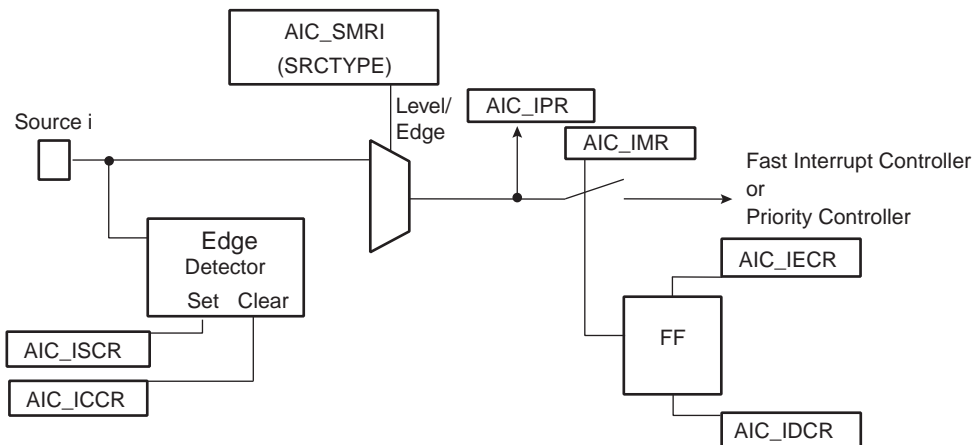 AIC_SMRI
(SRCTYPE)
Level/
Edge
AIC_IPR
Source i
AIC_IMR
Fast Interrupt Controller
or
Priority Controller
Edge
Detector
Set Clear
AIC_IECR
FF
AIC_ISCR
AIC_ICCR
AIC_IDCR